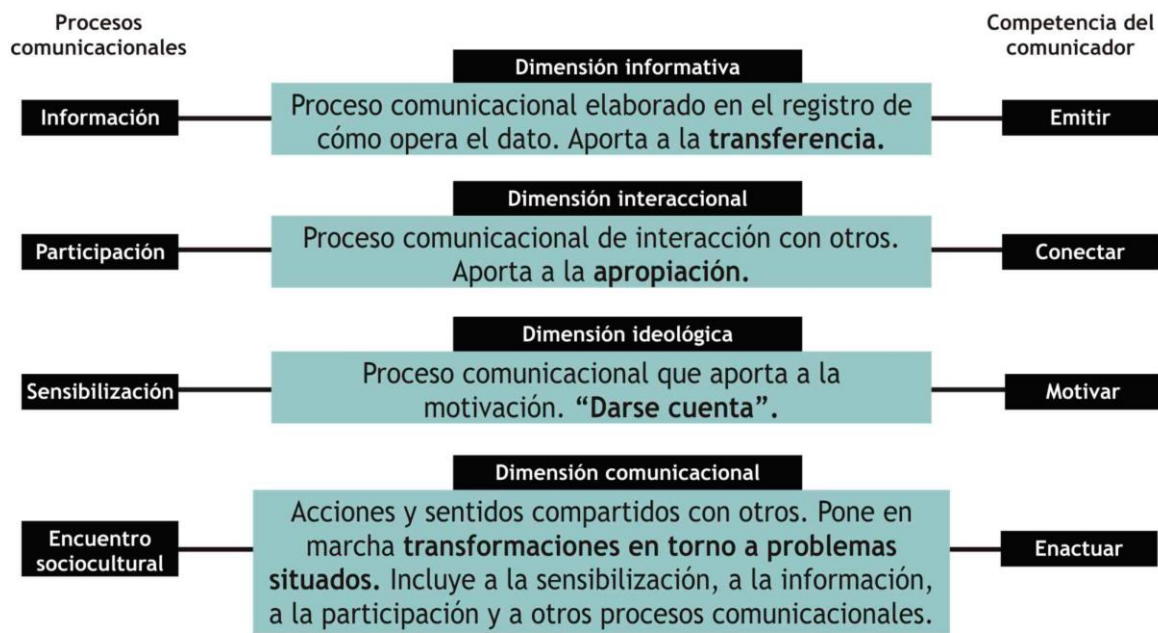 Procesos
comunicacionales
Competencia del
comunicador
Dimensión informativa
Información
Proceso comunicacional elaborado en el registro de
cómo opera el dato. Aporta a la transferencia.
Emitir
Dimensión interaccional
Participación
Proceso comunicacional de interacción con otros.
Aporta a la apropiación.
Conectar
Dimensión ideológica
Sensibilización
Proceso comunicacional que aporta a la
motivación. “Darse cuenta”.
Motivar
Dimensión comunicacional
Encuentro
sociocultural
Acciones y sentidos compartidos con otros. Pone en
marcha transformaciones en torno a problemas
situados. Incluye a la sensibilización, a la información,
a la participación y a otros procesos comunicacionales.
Enactuar